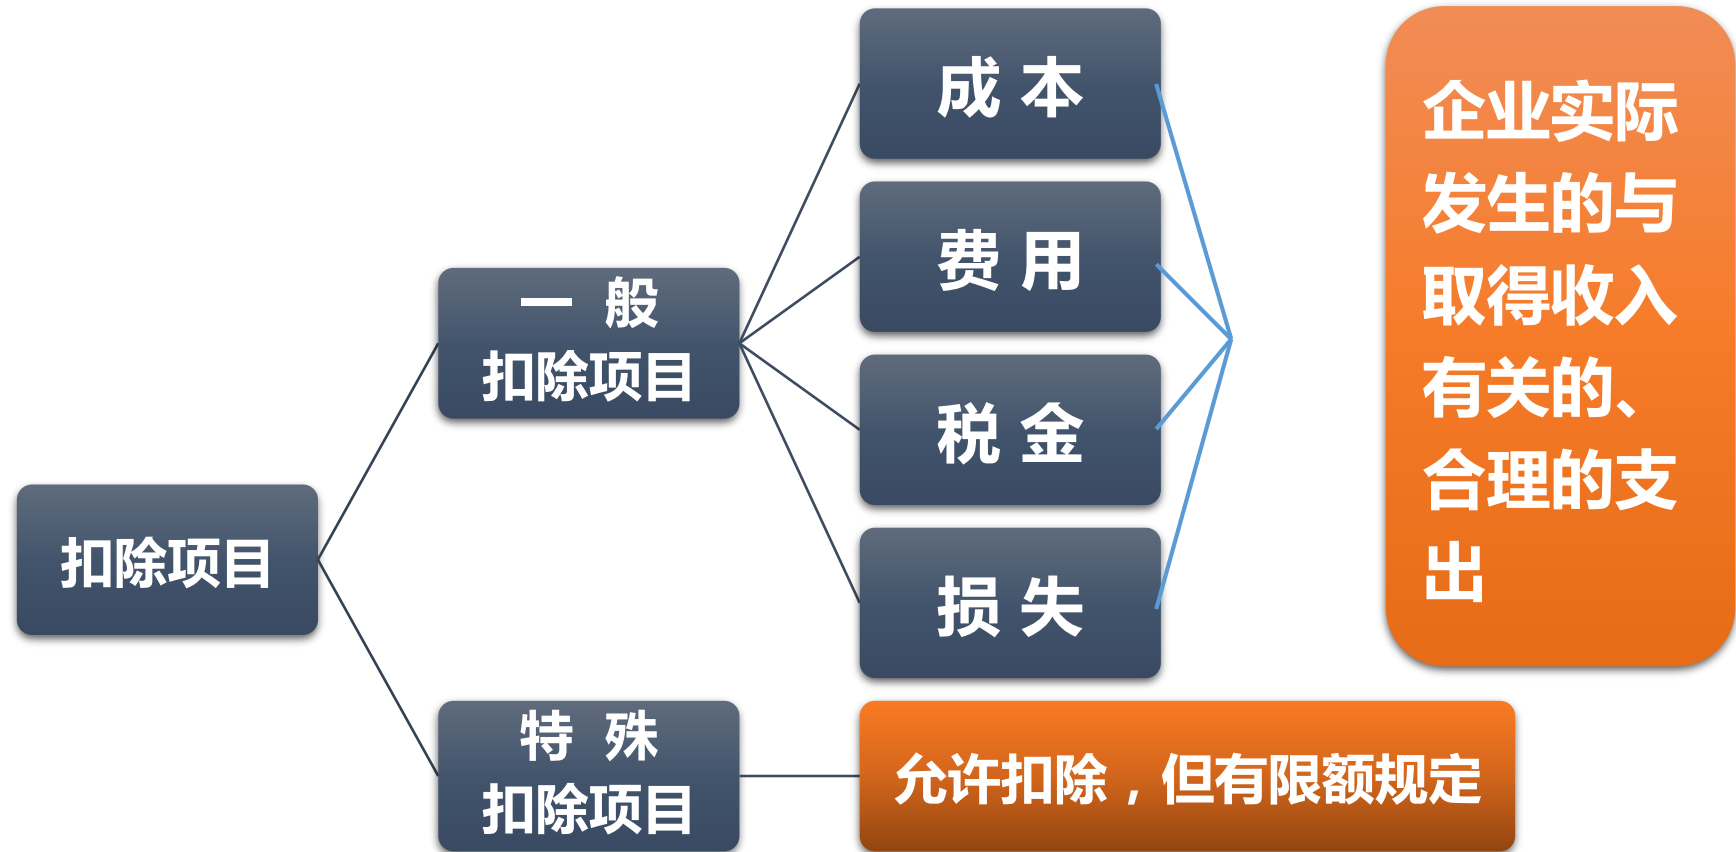 扣除项目
一 般
扣除项目
成 本
费 用
税 金
损 失
企业实际
发生的与
取得收入
有关的、
合理的支
出
特 殊
扣除项目
允许扣除，但有限额规定